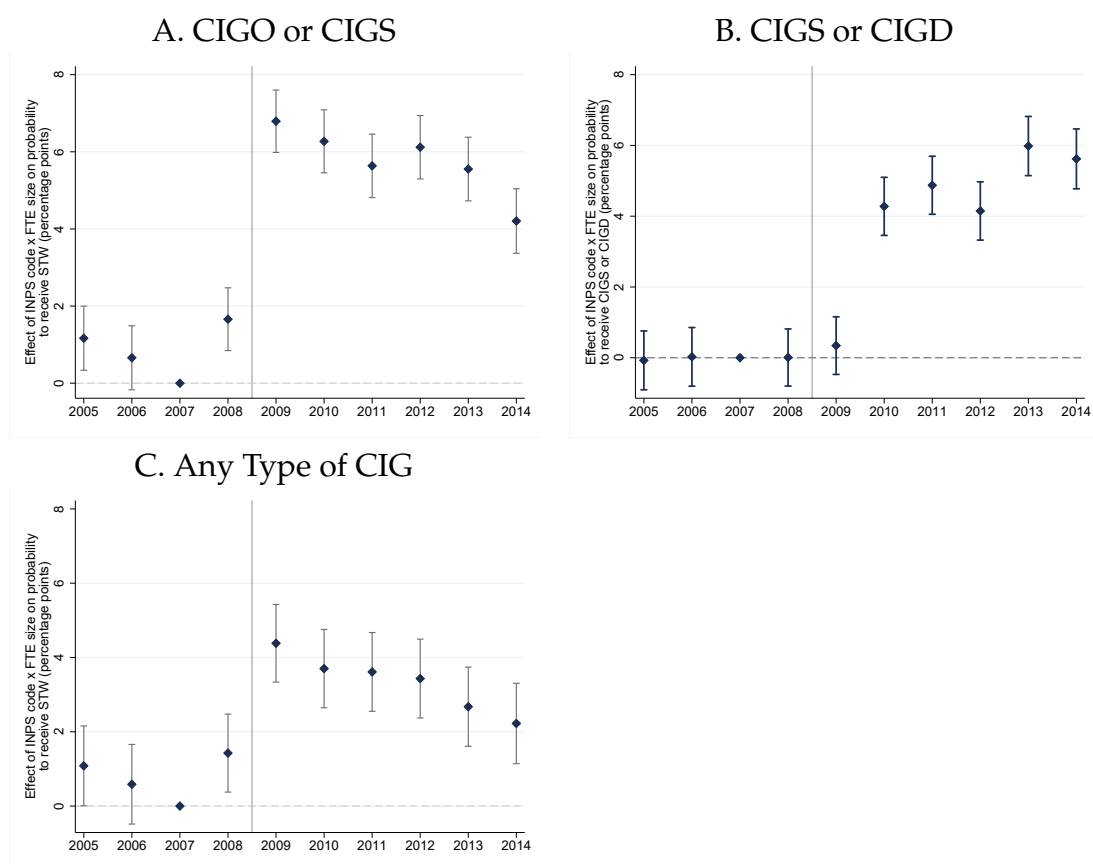 A. CIGO or CIGS
Effect of INPS code x FTE size on probability
to receive STW (percentage points)
8
6
4
2
0
2005 2006 2007 2008 2009 2010 2011 2012 2013 2014
B. CIGS or CIGD
Effect of INPS code x FTE size on probability
to receive CIGS or CIGD (percentage points)
8
6
4
2
0
2005 2006 2007 2008 2009 2010 2011 2012 2013 2014
C. Any Type of CIG
Effect of INPS code x FTE size on probability
to receive STW (percentage points)
8
6
4
2
0
2005 2006 2007 2008 2009 2010 2011 2012 2013 2014